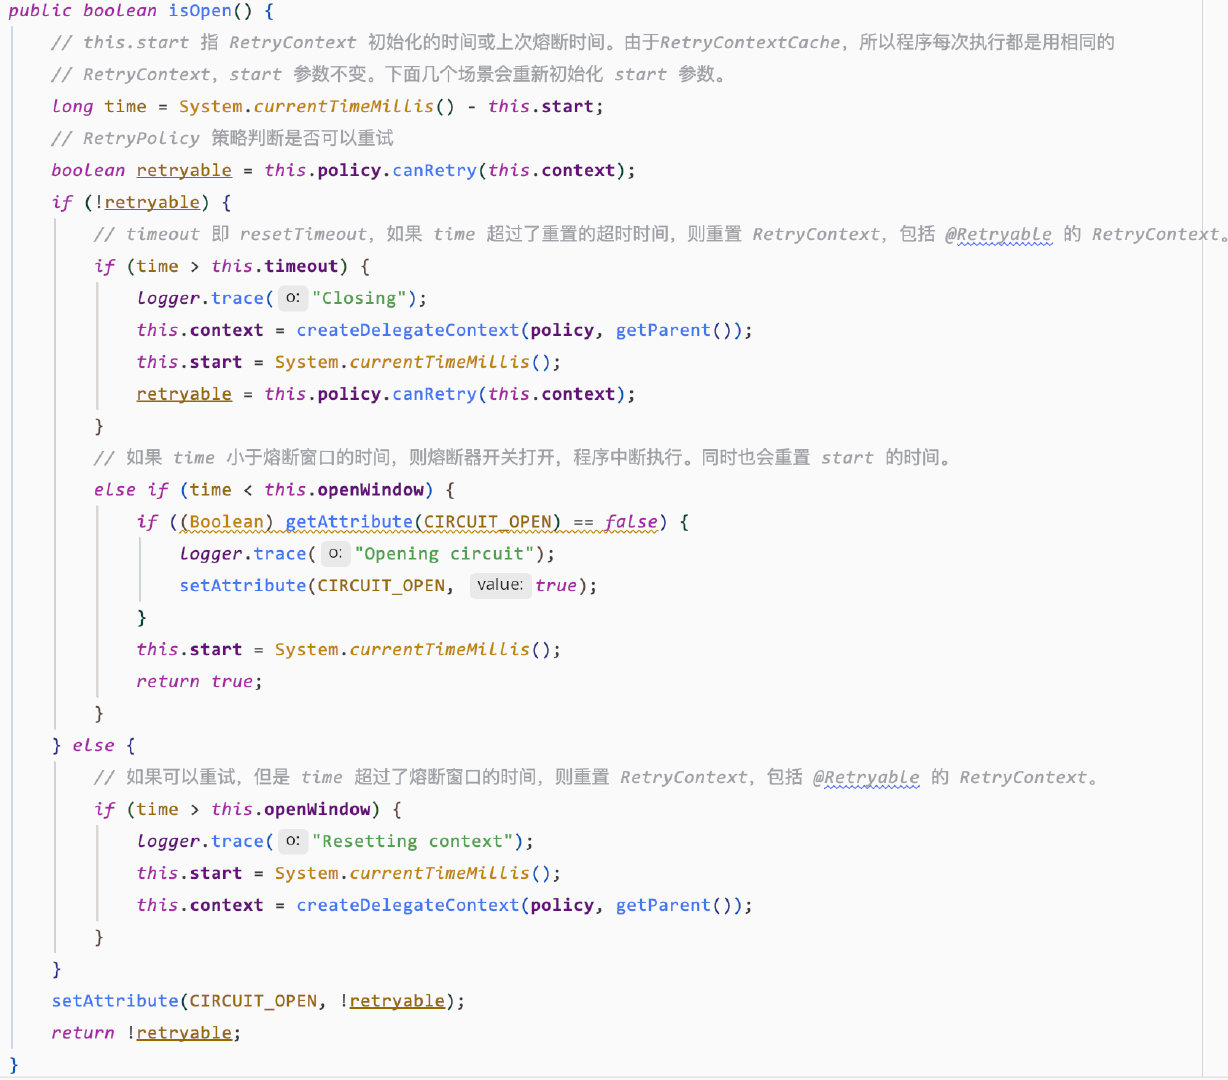 public boolean isOpen() {
// this.start 指 RetryContext 初始化的时间或上次熔断时间。由于RetryContextCache，所以程序每次执行都是用相同的
// RetryContext，start 参数不变。下面几个场景会重新初始化 start 参数。
long time = System.currentTimeMillis() - this.start;
// RetryPolicy 策略判断是否可以重试
boolean retryable = this.policy.canRetry(this.context);
if (!retryable) {
// timeout 即 resetTimeout，如果 time 超过了重置的超时时间，则重置 RetryContext，包括 @Retryable 的 RetryContext。
if (time > this.timeout) {
logger.trace( o: "Closing");
this.context = createDelegateContext(policy, getParent());
this.start = System.currentTimeMillis();
retryable = this.policy.canRetry(this.context);
}
// 如果 time 小于熔断窗口的时间，则熔断器开关打开，程序中断执行。同时也会重置 start 的时间。
else if (time < this.openWindow) {
if ((Boolean) getAttribute(CIRCUIT_OPEN) == false) {
logger.trace( o: "Opening circuit");
setAttribute(CIRCUIT_OPEN, value: true);
}
this.start = System.currentTimeMillis();
return true;
}
} else {
// 如果可以重试，但是 time 超过了熔断窗口的时间，则重置 RetryContext，包括 @Retryable 的 RetryContext。
if (time > this.openWindow) {
logger.trace( o: "Resetting context");
this.start = System.currentTimeMillis();
this.context = createDelegateContext(policy, getParent());
}
}
setAttribute(CIRCUIT_OPEN, !retryable);
return !retryable;
}